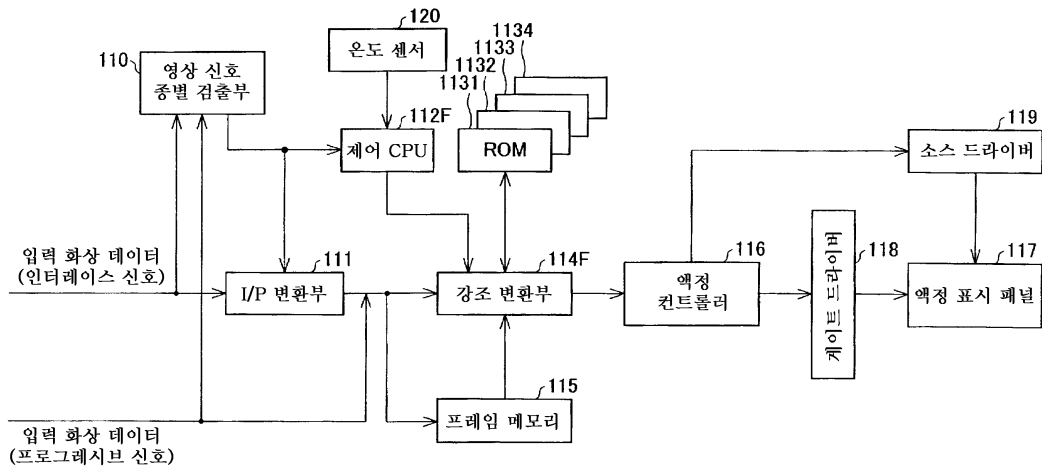 120
온도 센서
110
영상 신호
종별 검출부
112F
제어 CPU
1134
1133
1132
1131
ROM
119
소스 드라이버
입력 화상 데이터
(인터레이스 신호)
111
I/P 변환부
114F
강조 변환부
116
액정
컨트롤러
118
게이트 드라이버
117
액정 표시 패널
115
프레임 메모리
입력 화상 데이터
(프로그레시브 신호)